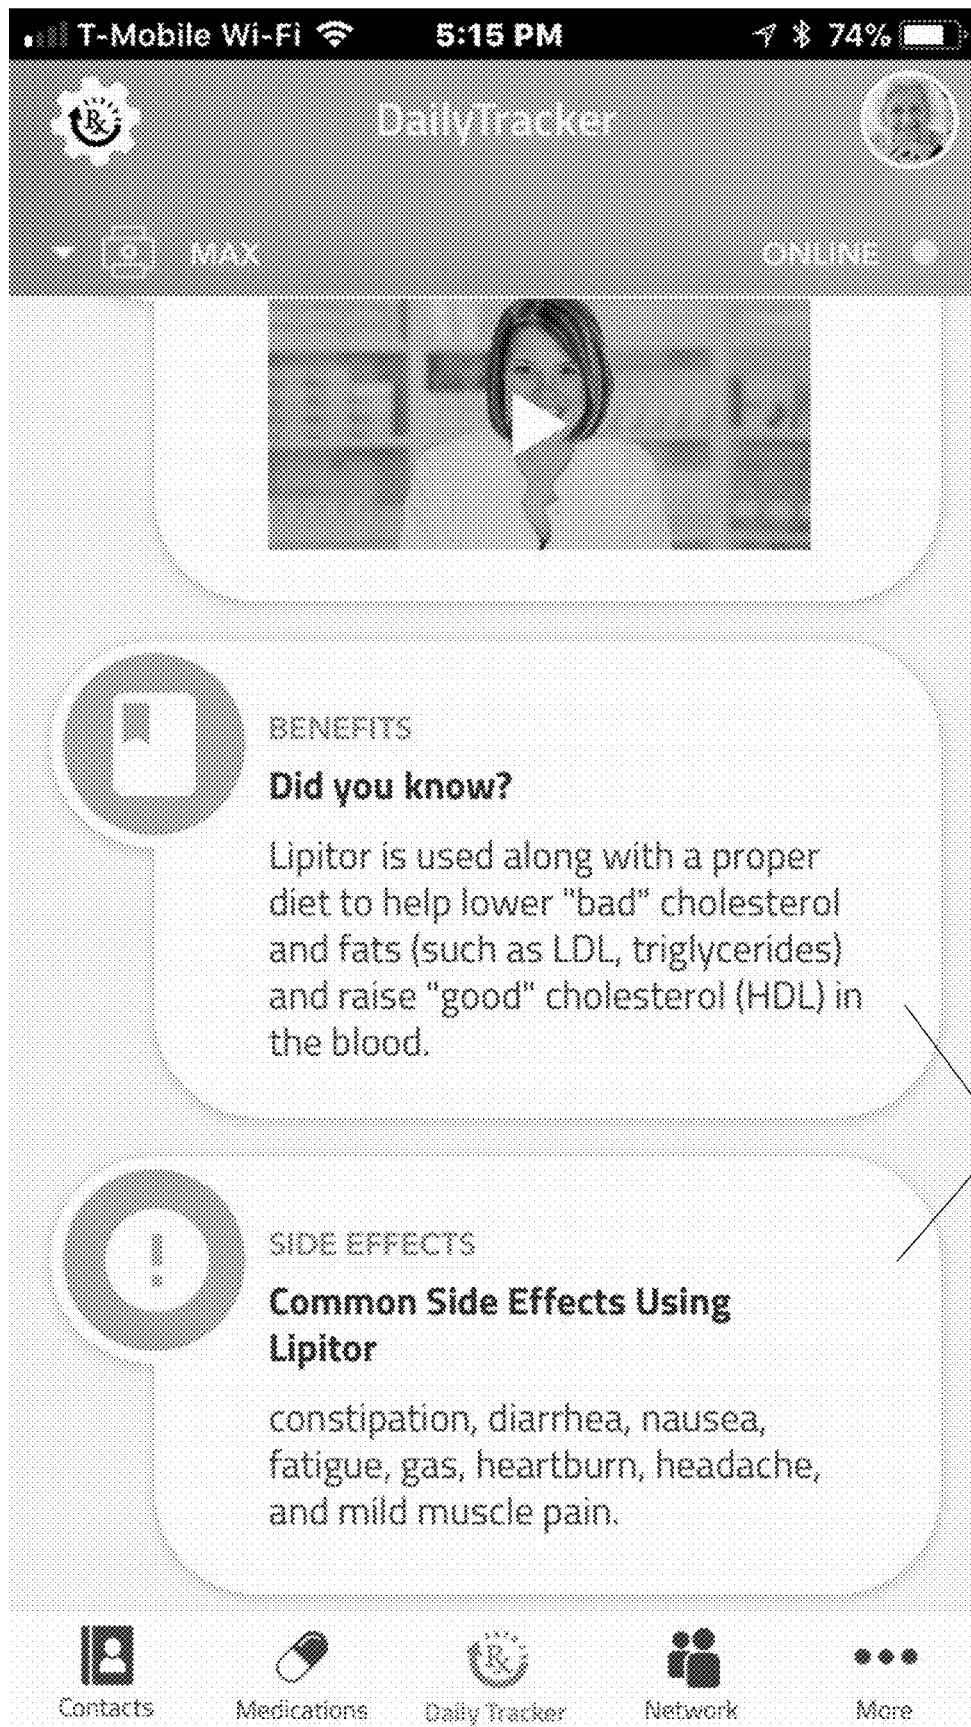 T-Mobile Wi-Fi 5:15 PM 74%
Rx DailyTracker
3 MAX ONLINE
BENEFITS
Did you know?
Lipitor is used along with a proper
diet to help lower "bad" cholesterol
and fats (such as LDL, triglycerides)
and raise "good" cholesterol (HDL) in
the blood.
SIDE EFFECTS
Common Side Effects Using
Lipitor
constipation, diarrhea, nausea,
fatigue, gas, heartburn, headache,
and mild muscle pain.
Rx
Contacts Medications Daily Tracker Network More